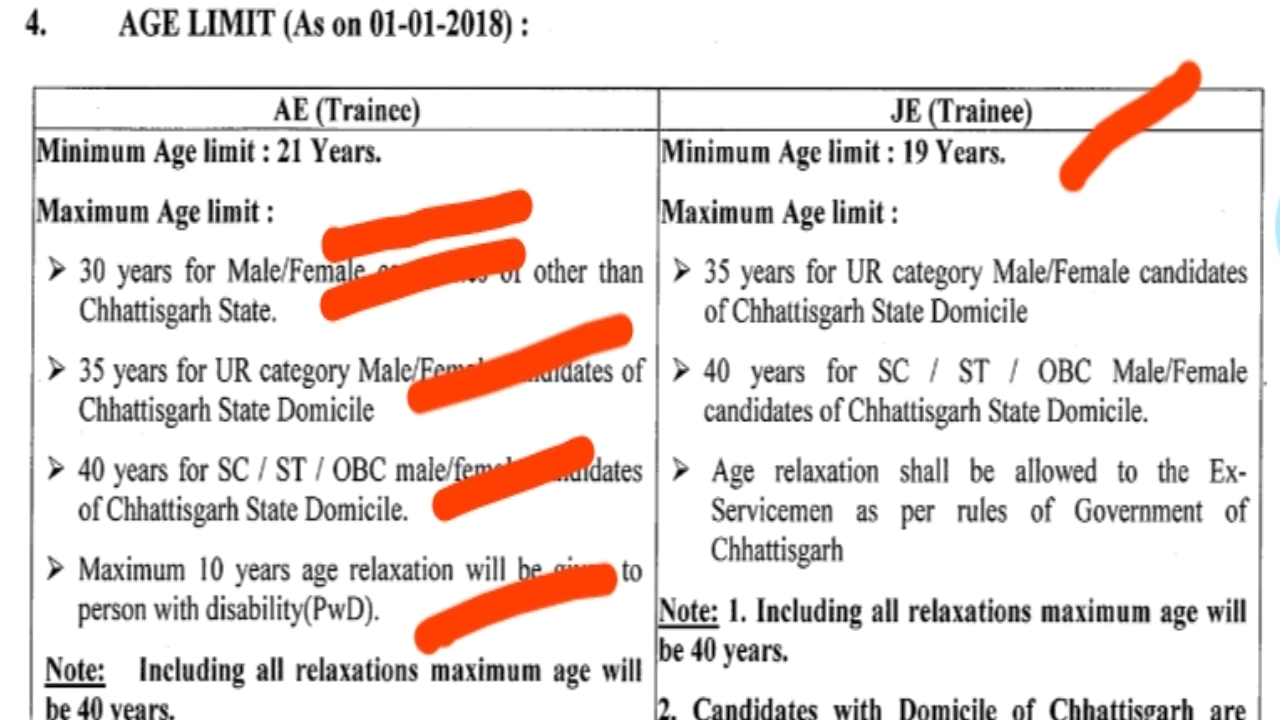 4. AGE LIMIT (As on 01-01-2018) :
AE (Trainee)
Minimum Age limit : 21 Years.
Maximum Age limit :
➢ 30 years for Male/Female of other than
Chhattisgarh State.
➢ 35 years for UR category Male/Female candidates of
Chhattisgarh State Domicile
➢ 40 years for SC / ST / OBC male/female candidates
of Chhattisgarh State Domicile.
➢ Maximum 10 years age relaxation will be given to
person with disability(PwD).
Note: Including all relaxations maximum age will
be 40 years.
JE (Trainee)
Minimum Age limit : 19 Years.
Maximum Age limit :
➢ 35 years for UR category Male/Female candidates
of Chhattisgarh State Domicile
➢ 40 years for SC / ST / OBC Male/Female
candidates of Chhattisgarh State Domicile.
➢ Age relaxation shall be allowed to the Ex-
Servicemen as per rules of Government of
Chhattisgarh
Note: 1. Including all relaxations maximum age will
be 40 years.
2. Candidates with Domicile of Chhattisgarh are